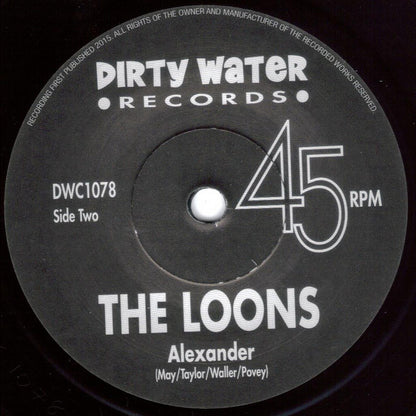 RECORDING FIRST PUBLISHED 2015. ALL RIGHTS OF THE OWNER AND MANUFACTURER OF THE RECORDED WORKS RESERVED.
DIRTY WATER
• RECORDS •
DWC1078
Side Two
45 RPM
THE LOONS
Alexander
(May/Taylor/Waller/Povey)